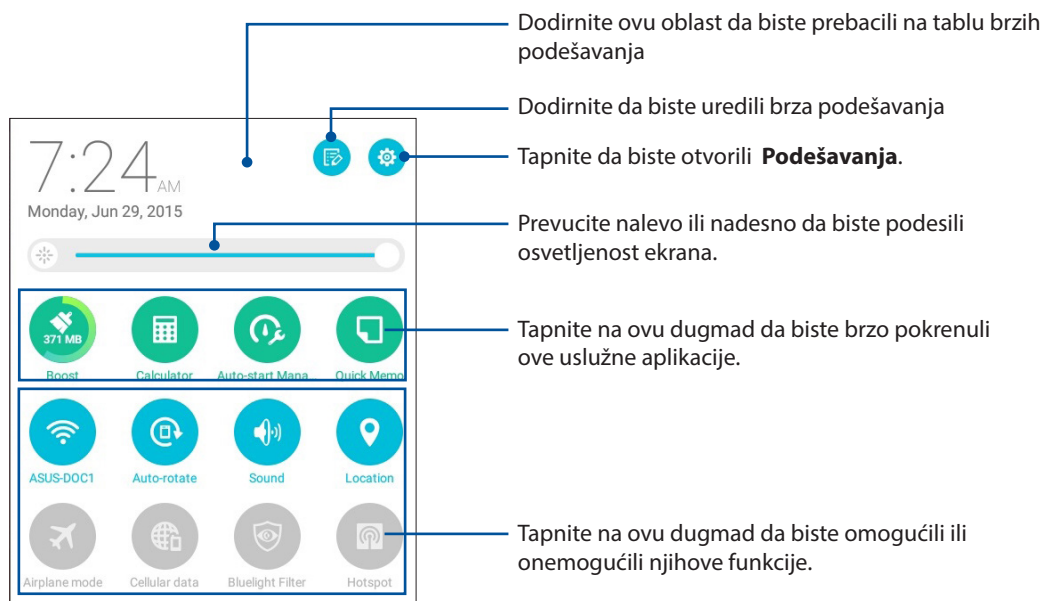 Dodirnite ovu oblast da biste prebacili na tablu brzih
podešavanja
Dodirnite da biste uredili brza podešavanja
Tapnite da biste otvorili Podešavanja.
Prevucite nalevo ili nadesno da biste podesili
osvetljenost ekrana.
Tapnite na ovu dugmad da biste brzo pokrenuli
ove uslužne aplikacije.
Tapnite na ovu dugmad da biste omogućili ili
onemogućili njihove funkcije.
7:24 AM
Monday, Jun 29, 2015
371 MB
Boost Calculator Auto-start Mana Quick Memo
ASUS-DOC1 Auto-rotate Sound Location
Airplane mode Cellular data Bluelight Filter Hotspot